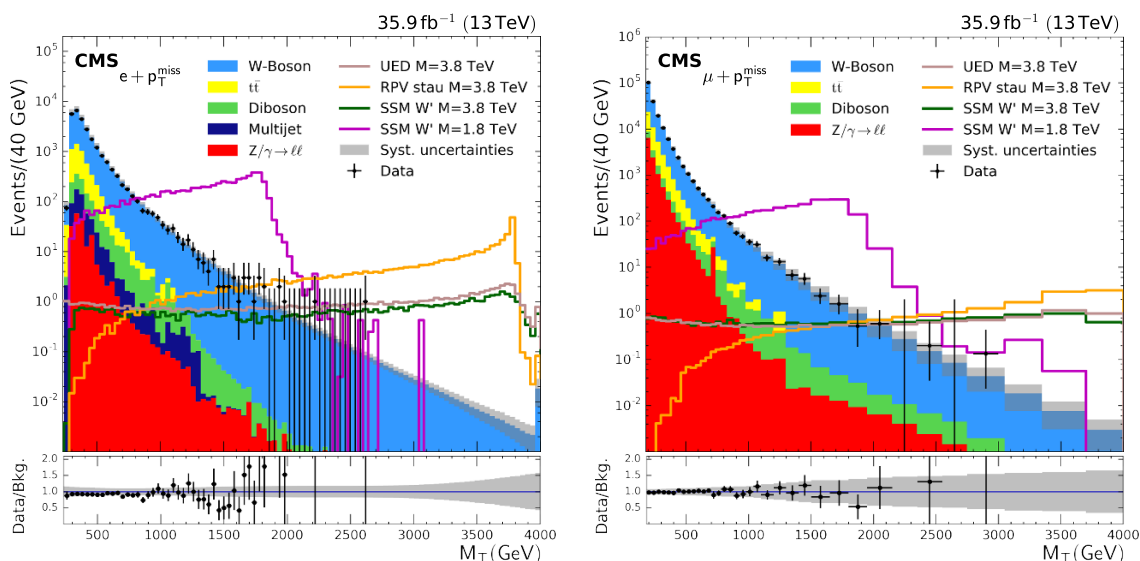 35.9 fb⁻¹ (13 TeV)
CMS
e + p_T^miss
W-Boson
tt̄
Diboson
Multijet
Z/γ→ℓℓ
UED M=3.8 TeV
RPV stau M=3.8 TeV
SSM W' M=3.8 TeV
SSM W' M=1.8 TeV
Syst. uncertainties
Data
Events/(40 GeV)
10⁵
10⁴
10³
10²
10¹
10⁰
10⁻¹
10⁻²
Data/Bkg.
2.0
1.5
1.0
0.5
500 1000 1500 2000 2500 3000 3500 4000
M_T (GeV)
35.9 fb⁻¹ (13 TeV)
CMS
μ + p_T^miss
W-Boson
tt̄
Diboson
Z/γ→ℓℓ
UED M=3.8 TeV
RPV stau M=3.8 TeV
SSM W' M=3.8 TeV
SSM W' M=1.8 TeV
Syst. uncertainties
Data
Events/(40 GeV)
10⁶
10⁵
10⁴
10³
10²
10¹
10⁰
10⁻¹
10⁻²
Data/Bkg.
2.0
1.5
1.0
0.5
500 1000 1500 2000 2500 3000 3500 4000
M_T (GeV)